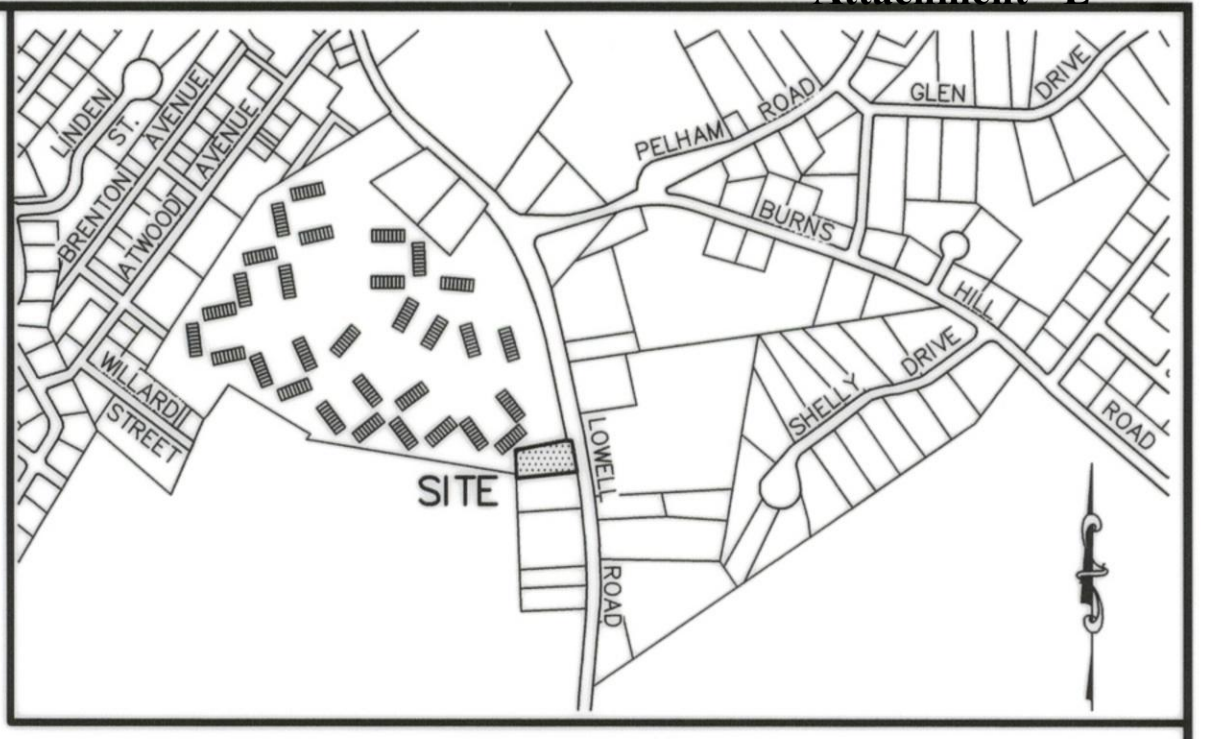 LINDEN
ST.
BRENTON AVENUE
ATWOOD AVENUE
WILLARD
STREET
PELHAM ROAD
GLEN DRIVE
BURNS
HILL
ROAD
SHELLY DRIVE
SITE
LOWELL
ROAD